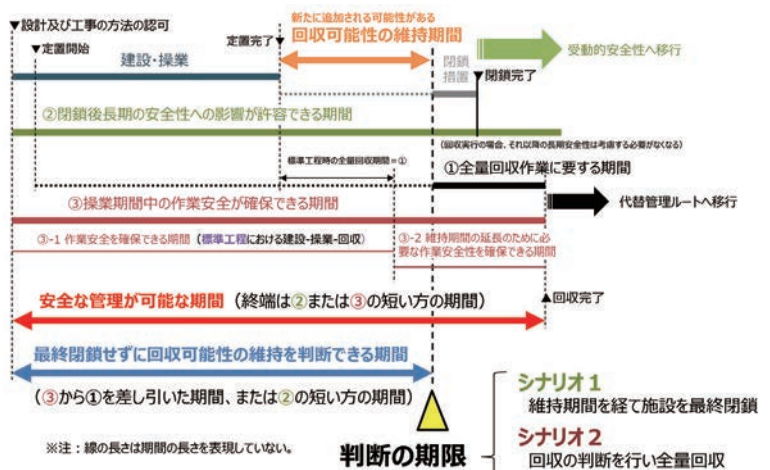 ▼設計及び工事の方法の認可
▼定置開始
定置完了▼
新たに追加される可能性がある
回収可能性の維持期間
受動的安全性へ移行
建設・操業
閉鎖
措置
▼閉鎖完了
②閉鎖後長期の安全性への影響が許容できる期間
(回収実行の場合、それ以降の長期安全性は考慮する必要がなくなる)
標準工程時の全量回収期間=①
①全量回収作業に要する期間
③操業期間中の作業安全が確保できる期間
代替管理ルートへ移行
③-1 作業安全を確保できる期間(標準工程における建設-操業-回収)
③-2 維持期間の延長のために必
要な作業安全性を確保できる期間
安全な管理が可能な期間(終端は②または③の短い方の期間)
▲回収完了
最終閉鎖せずに回収可能性の維持を判断できる期間
(③から①を差し引いた期間、または②の短い方の期間)
シナリオ1
維持期間を経て施設を最終閉鎖
シナリオ2
回収の判断を行い全量回収
※注:線の長さは期間の長さを表現していない。
判断の期限